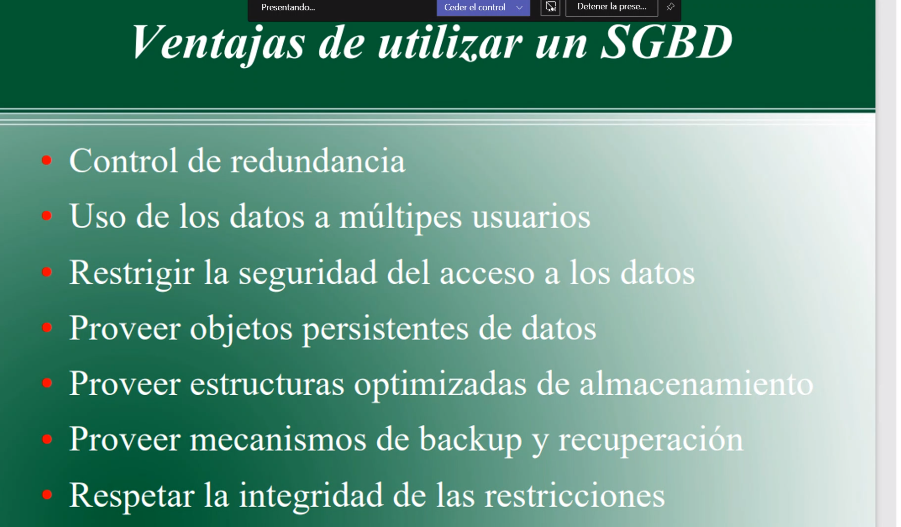 Presentando...
Ceder el control
Detener la prese...
Ventajas de utilizar un SGBD
• Control de redundancia
• Uso de los datos a múltipes usuarios
• Restrigir la seguridad del acceso a los datos
• Proveer objetos persistentes de datos
• Proveer estructuras optimizadas de almacenamiento
• Proveer mecanismos de backup y recuperación
• Respetar la integridad de las restricciones